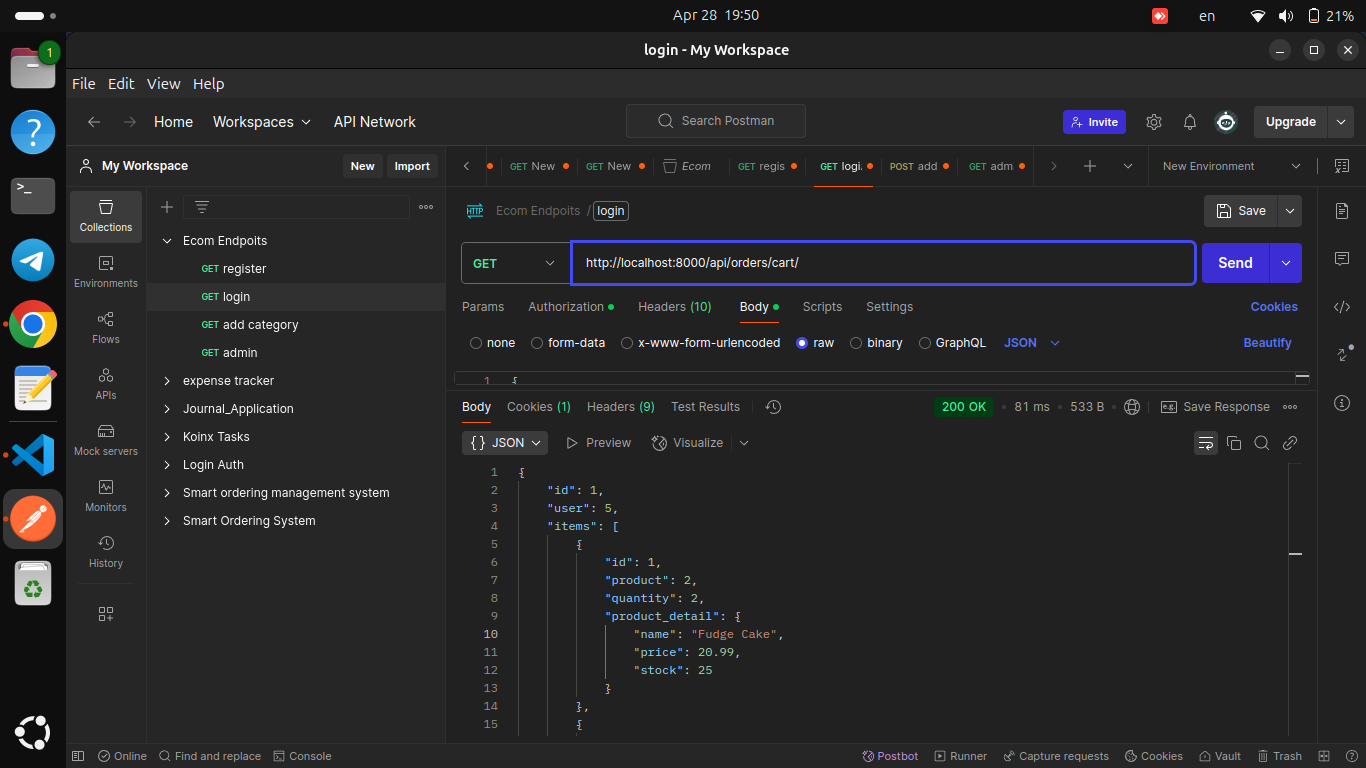 Apr 28 19:50
en
21%
1
login - My Workspace
File Edit View Help
Home Workspaces API Network
Search Postman
Invite
Upgrade
My Workspace
New Import
GET New GET New Ecom GET regis GET logi. POST add GET adm
New Environment
Collections
Environments
Flows
APIs
Mock servers
Monitors
History
Ecom Endpoits
GET register
GET login
GET add category
GET admin
expense tracker
Journal_Application
Koinx Tasks
Login Auth
Smart ordering management system
Smart Ordering System
HTTP Ecom Endpoits / login
Save
GET http://localhost:8000/api/orders/cart/ Send
Params Authorization Headers (10) Body Scripts Settings Cookies
none form-data x-www-form-urlencoded raw binary GraphQL JSON Beautify
1 {
Body Cookies (1) Headers (9) Test Results 200 OK 81 ms 533 B e.g. Save Response
{} JSON Preview Visualize
1 {
2 "id": 1,
3 "user": 5,
4 "items": [
5 {
6 "id": 1,
7 "product": 2,
8 "quantity": 2,
9 "product_detail": {
10 "name": "Fudge Cake",
11 "price": 20.99,
12 "stock": 25
13 }
14 },
15 {
Online Find and replace Console Postbot Runner Capture requests Cookies Vault Trash